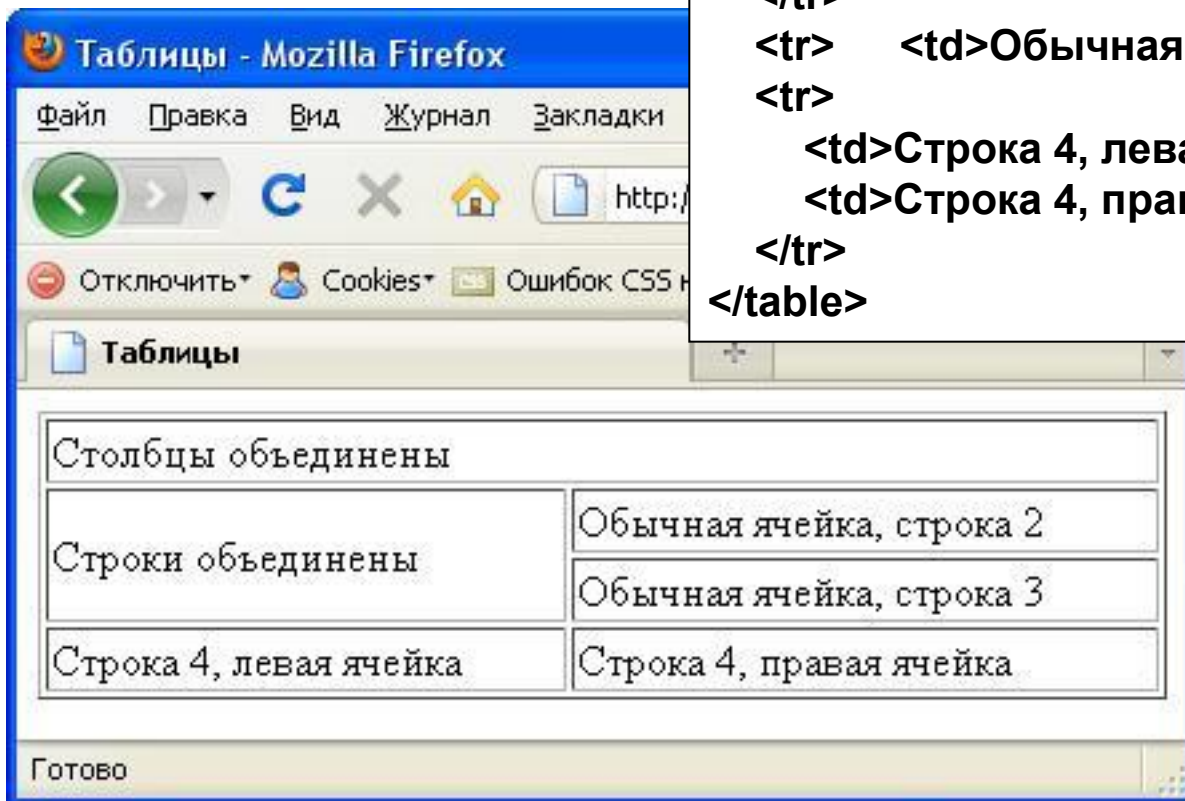 </tr>
<tr> <td>Обычная
<tr>
<td>Строка 4, лева
<td>Строка 4, прав
</tr>
</table>
Таблицы - Mozilla Firefox
Файл Правка Вид Журнал Закладки
http:/
Отключить Cookies Ошибок CSS н
Таблицы
Столбцы объединены
Строки объединены
Обычная ячейка, строка 2
Обычная ячейка, строка 3
Строка 4, левая ячейка
Строка 4, правая ячейка
Готово